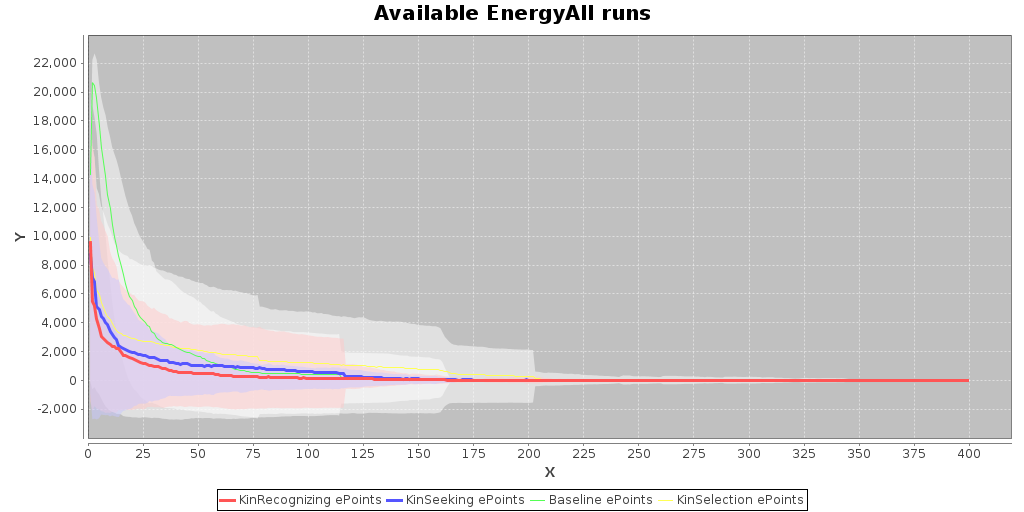 Available EnergyAll runs
Y
22,000
20,000
18,000
16,000
14,000
12,000
10,000
8,000
6,000
4,000
2,000
0
-2,000
0 25 50 75 100 125 150 175 200 225 250 275 300 325 350 375 400
X
KinRecognizing ePoints KinSeeking ePoints Baseline ePoints KinSelection ePoints